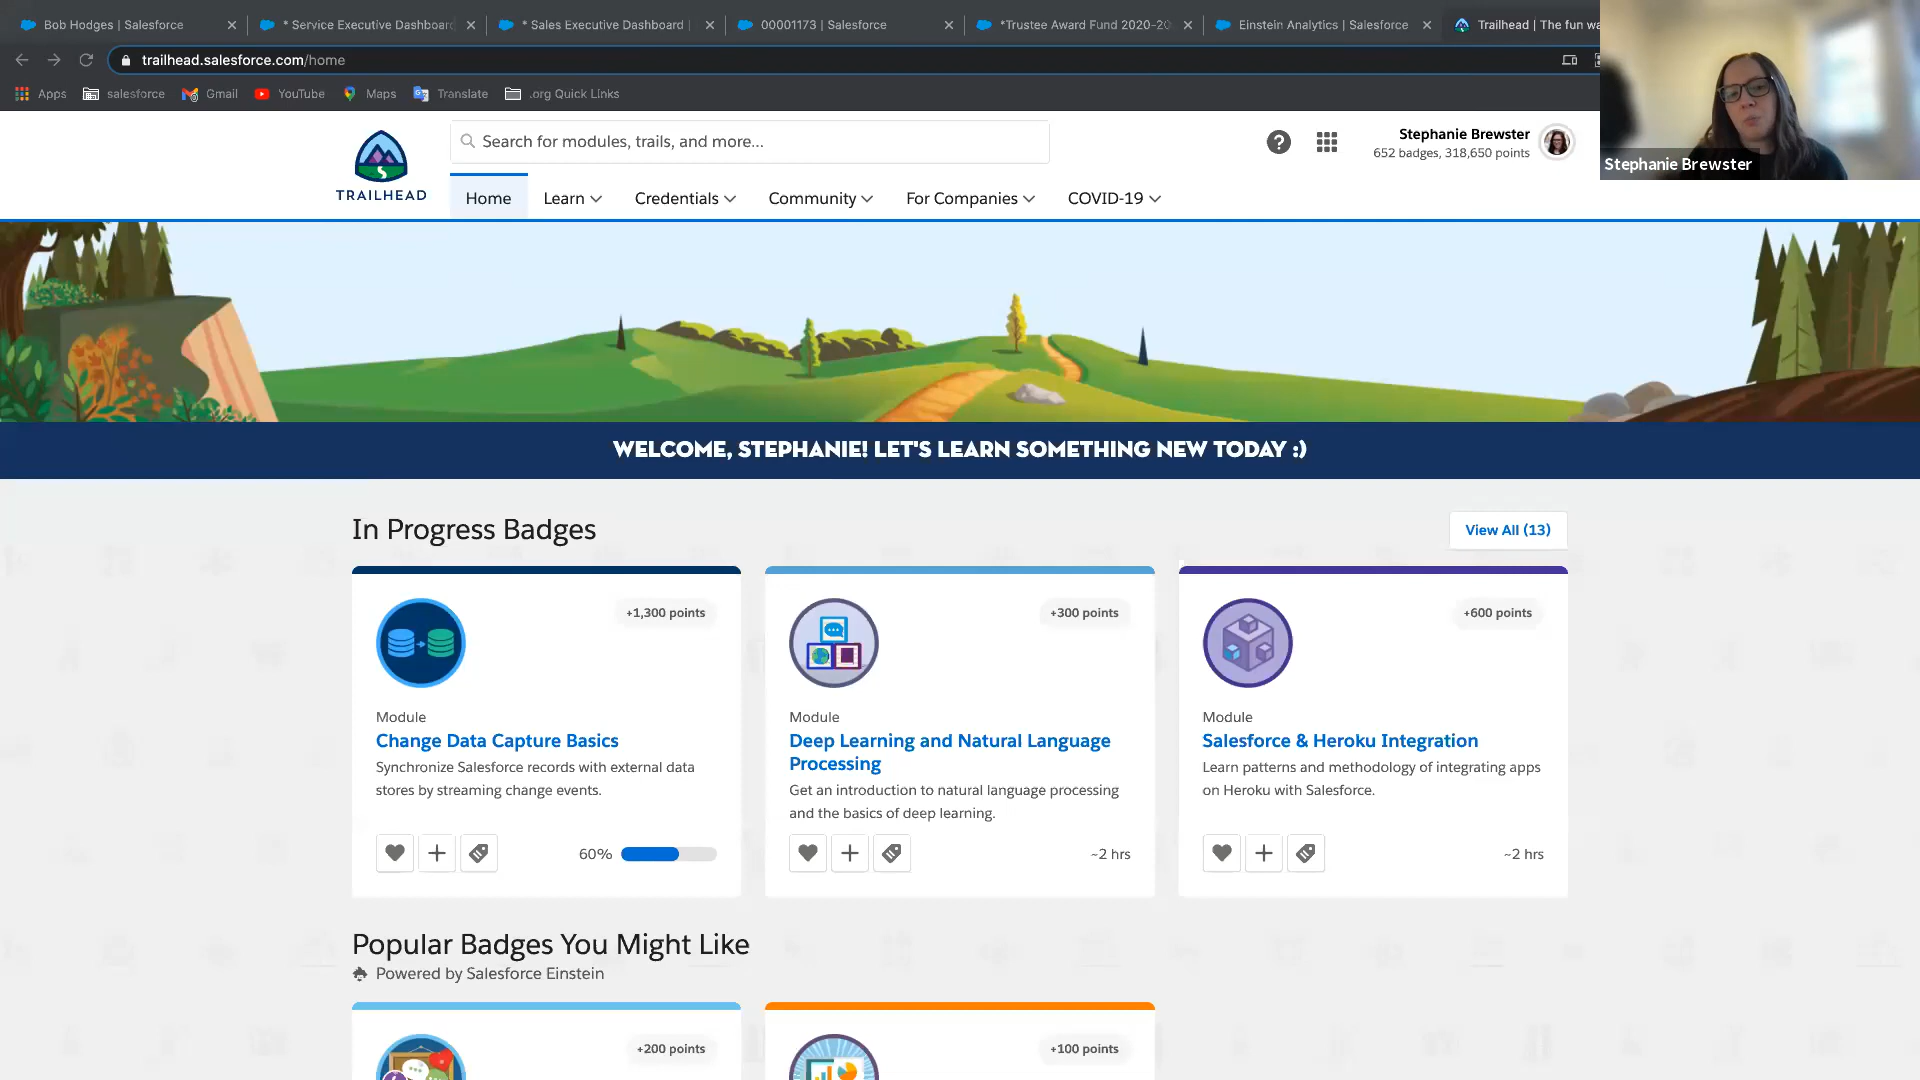 Bob Hodges | Salesforce
* Service Executive Dashboard
* Sales Executive Dashboard |
00001173 | Salesforce
*Trustee Award Fund 2020-20
Einstein Analytics | Salesforce
Trailhead | The fun wa
trailhead.salesforce.com/home
Apps
salesforce
Gmail
YouTube
Maps
Translate
.org Quick Links
Stephanie Brewster
TRAILHEAD
Search for modules, trails, and more...
?
Stephanie Brewster
652 badges, 318,650 points
Home
Learn
Credentials
Community
For Companies
COVID-19
WELCOME, STEPHANIE! LET'S LEARN SOMETHING NEW TODAY :)
In Progress Badges
View All (13)
+1,300 points
Module
Change Data Capture Basics
Synchronize Salesforce records with external data
stores by streaming change events.
60%
+300 points
Module
Deep Learning and Natural Language
Processing
Get an introduction to natural language processing
and the basics of deep learning.
~2 hrs
+600 points
Module
Salesforce & Heroku Integration
Learn patterns and methodology of integrating apps
on Heroku with Salesforce.
~2 hrs
Popular Badges You Might Like
Powered by Salesforce Einstein
+200 points
+100 points